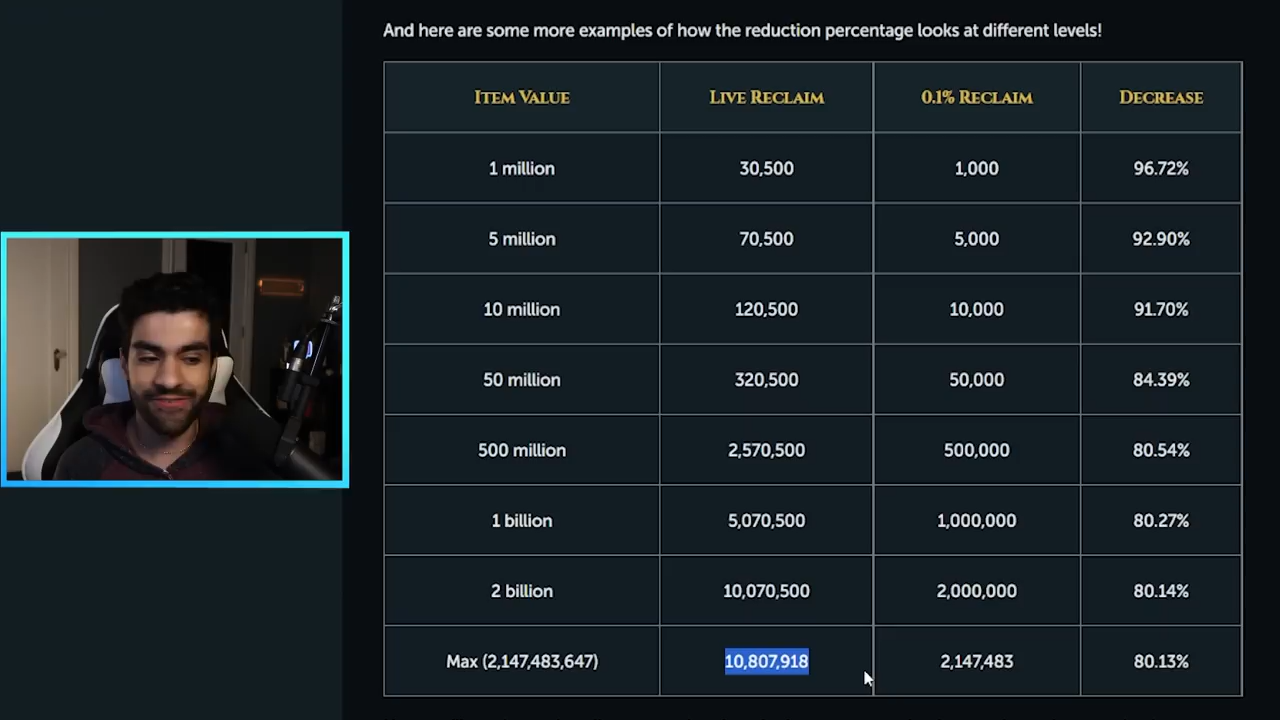 And here are some more examples of how the reduction percentage looks at different levels!
Item Value Live Reclaim 0.1% Reclaim Decrease
1 million 30,500 1,000 96.72%
5 million 70,500 5,000 92.90%
10 million 120,500 10,000 91.70%
50 million 320,500 50,000 84.39%
500 million 2,570,500 500,000 80.54%
1 billion 5,070,500 1,000,000 80.27%
2 billion 10,070,500 2,000,000 80.14%
Max (2,147,483,647) 10,807,918 2,147,483 80.13%